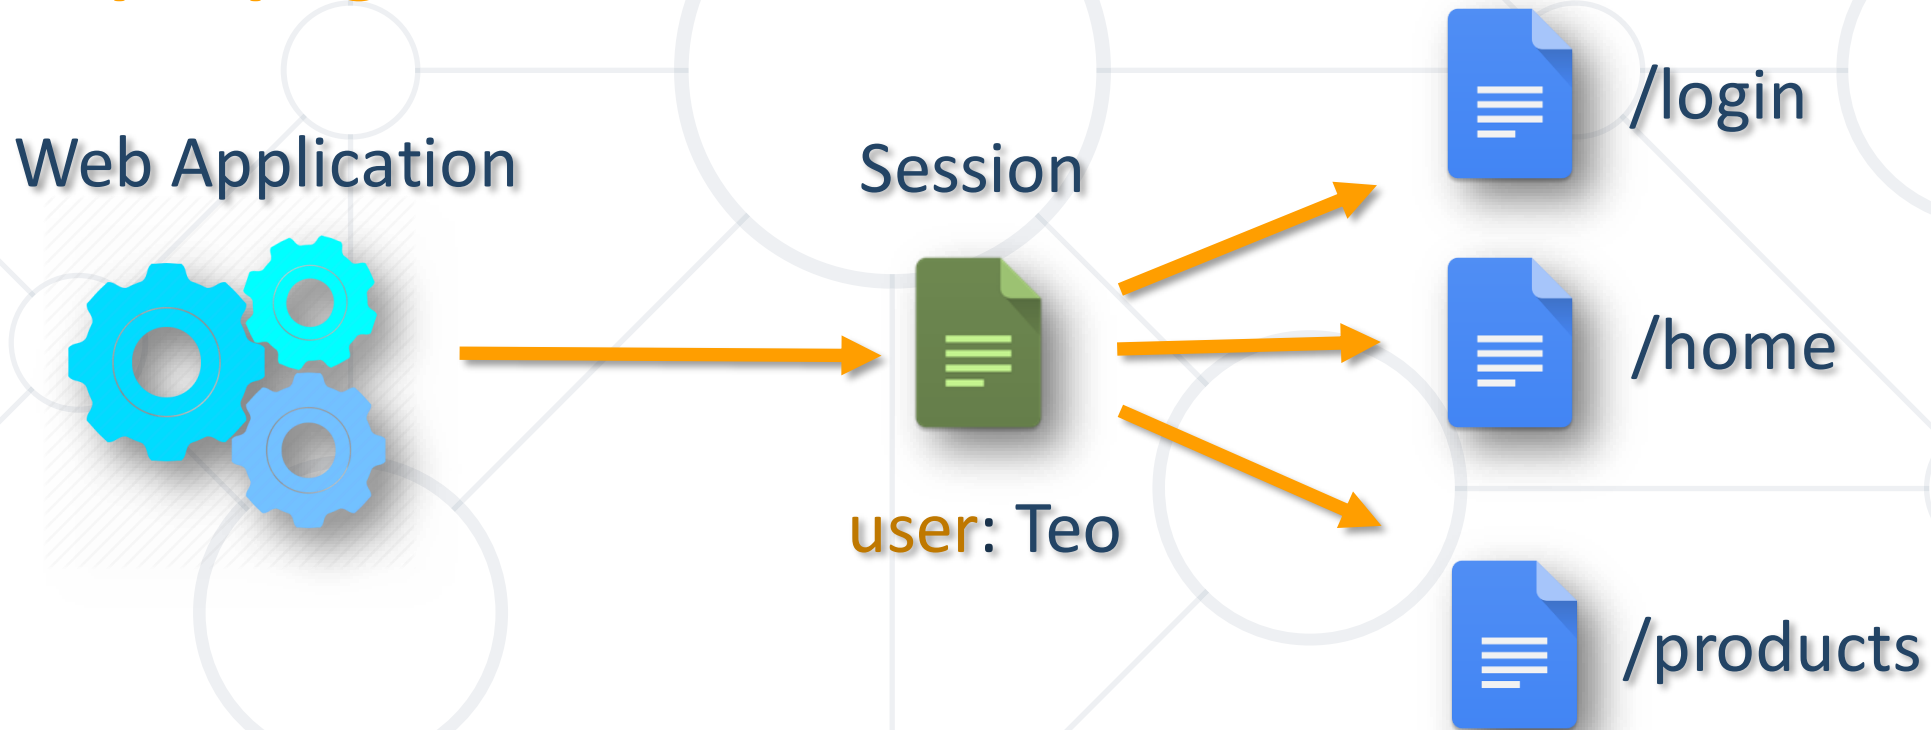 Web Application
Session
user: Teo
/login
/home
/products